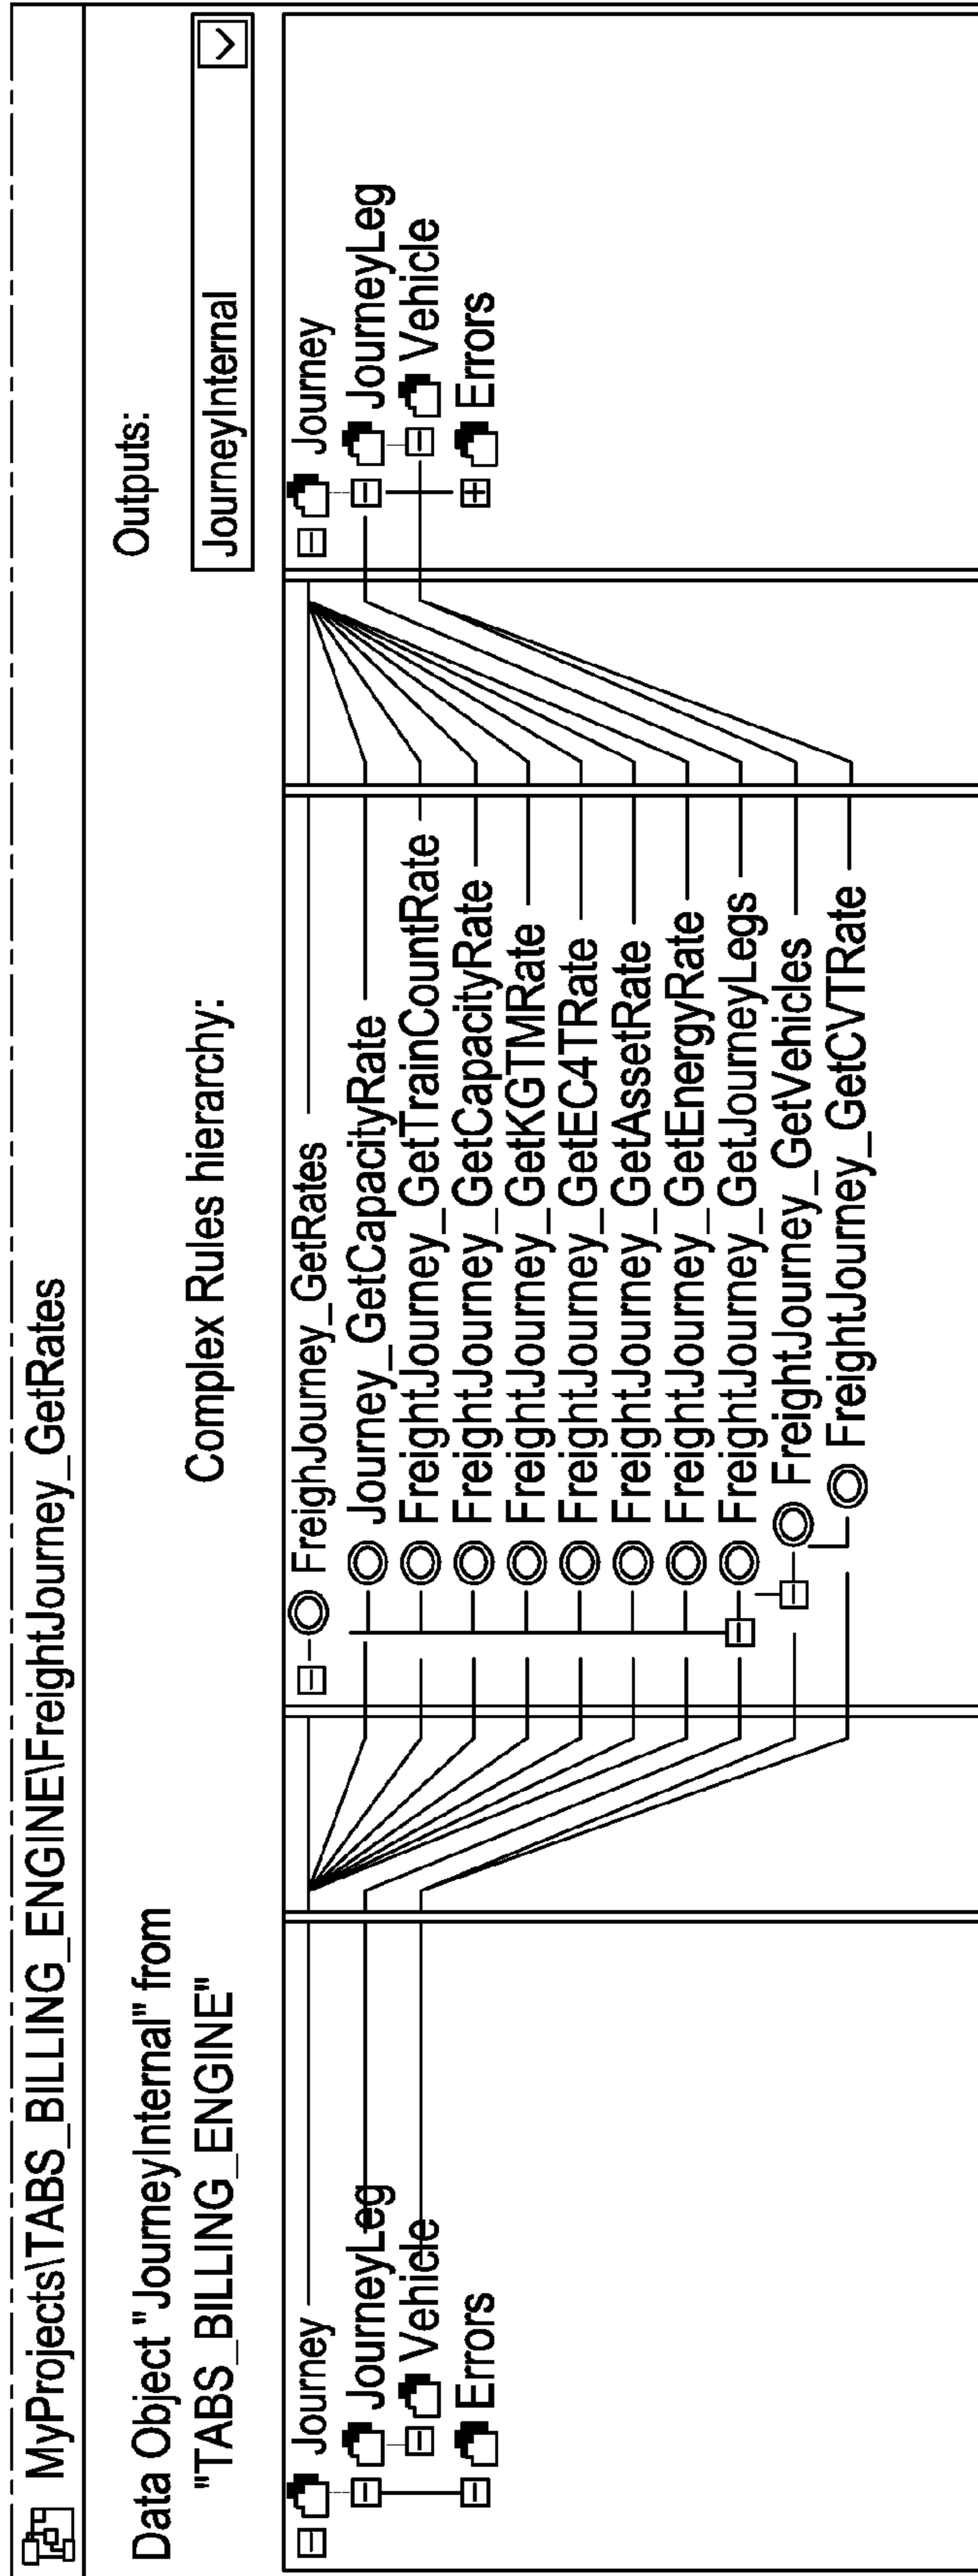 MyProjects\TABS_BILLING_ENGINE\FreightJourney_GetRates
Data Object "JourneyInternal" from
"TABS_BILLING_ENGINE"
Complex Rules hierarchy:
Outputs:
JourneyInternal
Journey
JourneyLeg
Vehicle
Errors
FreighJourney_GetRates
Journey_GetCapacityRate
FreightJourney_GetTrainCountRate
FreightJourney_GetCapacityRate
FreightJourney_GetKGTMRate
FreightJourney_GetEC4TRate
FreightJourney_GetAssetRate
FreightJourney_GetEnergyRate
FreightJourney_GetJourneyLegs
FreightJourney_GetVehicles
FreightJourney_GetCVTRate
Journey
JourneyLeg
Vehicle
Errors